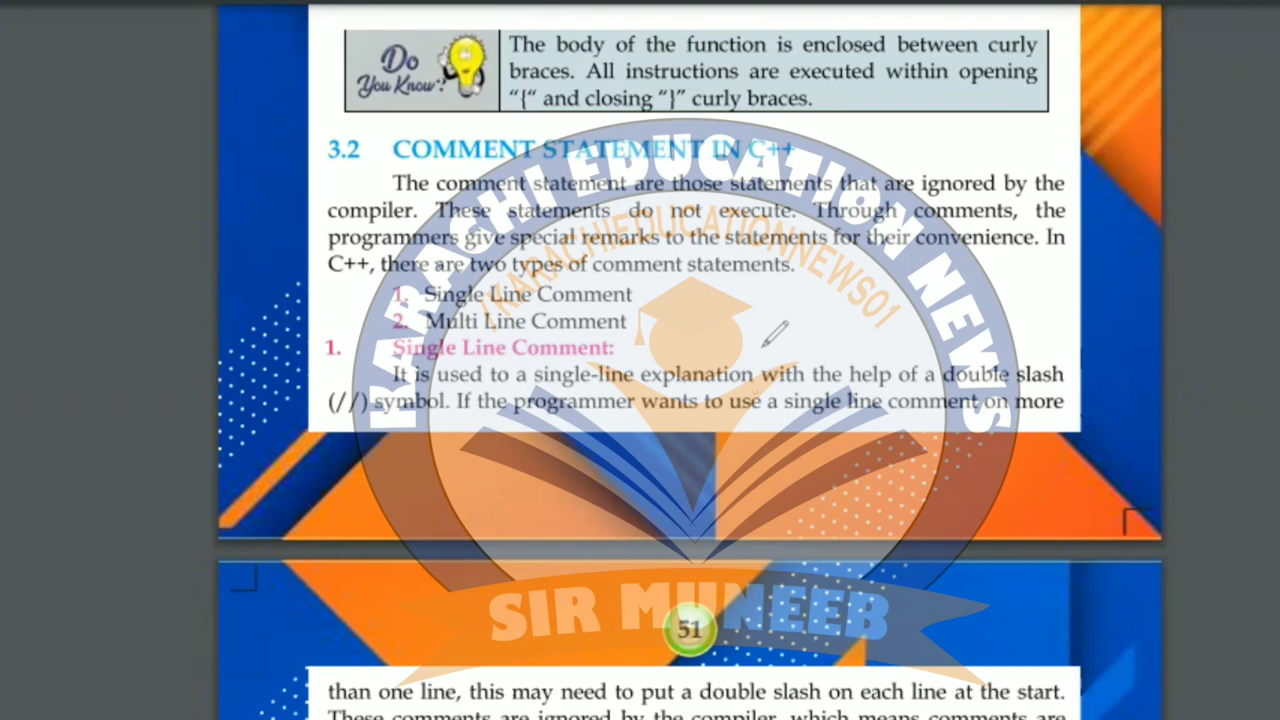 Do
You Know?
The body of the function is enclosed between curly
braces. All instructions are executed within opening
“{“ and closing “}” curly braces.
3.2 COMMENT STATEMENT IN C++
The comment statement are those statements that are ignored by the
compiler. These statements do not execute. Through comments, the
programmers give special remarks to the statements for their convenience. In
C++, there are two types of comment statements.
1. Single Line Comment
2. Multi Line Comment
1. Single Line Comment:
It is used to a single-line explanation with the help of a double slash
(//) symbol. If the programmer wants to use a single line comment on more
KARACHI EDUCATION NEWS
/KARACHIEDUCATIONNEWS01
SIR MUNEEB
51
than one line, this may need to put a double slash on each line at the start.
These comments are ignored by the compiler, which means comments are